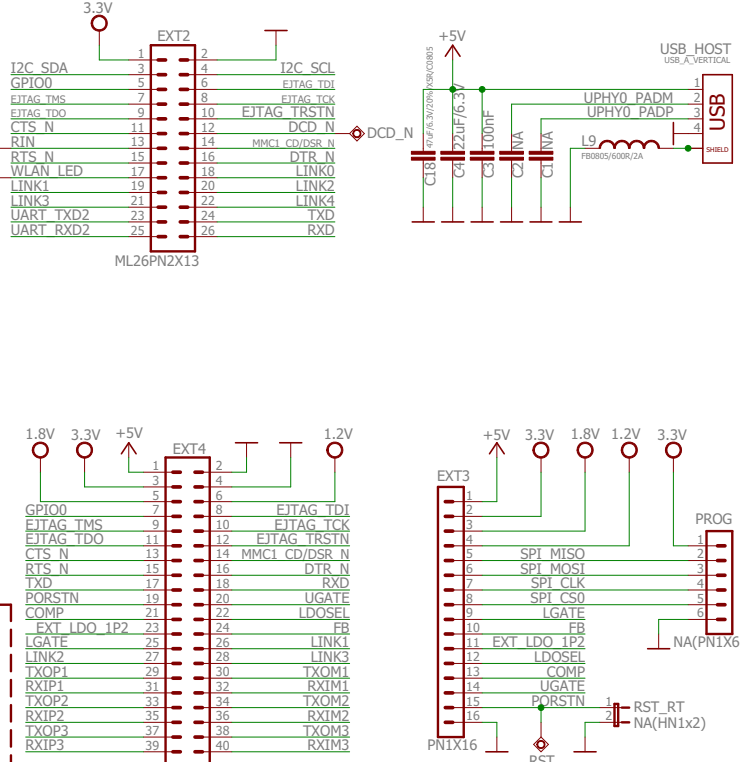 3.3V
EXT2
1 2
I2C_SDA 3 4 I2C_SCL
GPIO0 5 6 EJTAG_TDI
EJTAG_TMS 7 8 EJTAG_TCK
EJTAG_TDO 9 10 EJTAG_TRSTN
CTS_N 11 12 DCD_N DCD_N
RIN 13 14 MMC1_CD/DSR_N
RTS_N 15 16 DTR_N
WLAN_LED 17 18 LINK0
LINK1 19 20 LINK2
LINK3 21 22 LINK4
UART_TXD2 23 24 TXD
UART_RXD2 25 26 RXD
ML26PN2X13
+5V
USB_HOST
USB_A_VERTICAL
1
UPHY0_PADM 2
UPHY0_PADP 3
4
USB
SHIELD
L9
FB0805/600R/2A
C18 47uF/6.3V/20%/X5R/C0805
C4 22uF/6.3V
C3 100nF
C2 NA
C1 NA
1.8V 3.3V +5V 1.2V
EXT4
1 2
3 4
5 6
GPIO0 7 8 EJTAG_TDI
EJTAG_TMS 9 10 EJTAG_TCK
EJTAG_TDO 11 12 EJTAG_TRSTN
CTS_N 13 14 MMC1_CD/DSR_N
RTS_N 15 16 DTR_N
TXD 17 18 RXD
PORSTN 19 20 UGATE
COMP 21 22 LDOSEL
EXT_LDO_1P2 23 24 FB
LGATE 25 26 LINK1
LINK2 27 28 LINK3
TXOP1 29 30 TXOM1
RXIP1 31 32 RXIM1
TXOP2 33 34 TXOM2
RXIP2 35 36 RXIM2
TXOP3 37 38 TXOM3
RXIP3 39 40 RXIM3
+5V 3.3V 1.8V 1.2V 3.3V
EXT3
1
2
3
4
5 SPI_MISO
6 SPI_MOSI
7 SPI_CLK
8 SPI_CS0
9 LGATE
10 FB
11 EXT_LDO_1P2
12 LDOSEL
13 COMP
14 UGATE
15 PORSTN
16
PN1X16
PROG
1
2
3
4
5
6
NA(PN1X6
1 RST_RT
2 NA(HN1x2)
RST